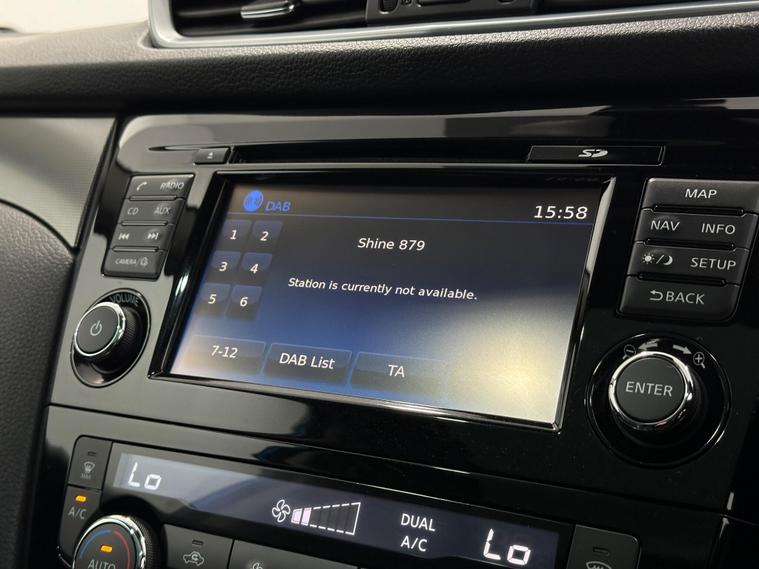 RADIO
CD AUX
CAMERA/
VOLUME
SD
DAB
15:58
1 2
Shine 879
3 4
Station is currently not available.
5 6
7-12 DAB List TA
MAP
NAV INFO
SETUP
BACK
ENTER
Lo
A/C
AUTO
DUAL
A/C
Lo